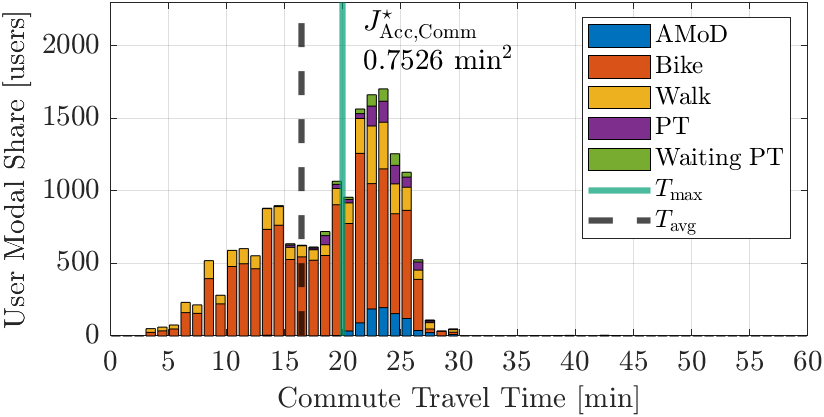 User Modal Share [users]
2000
1500
1000
500
0
J⋆Acc,Comm
0.7526 min²
AMoD
Bike
Walk
PT
Waiting PT
Tmax
Tavg
0 5 10 15 20 25 30 35 40 45 50 55 60
Commute Travel Time [min]